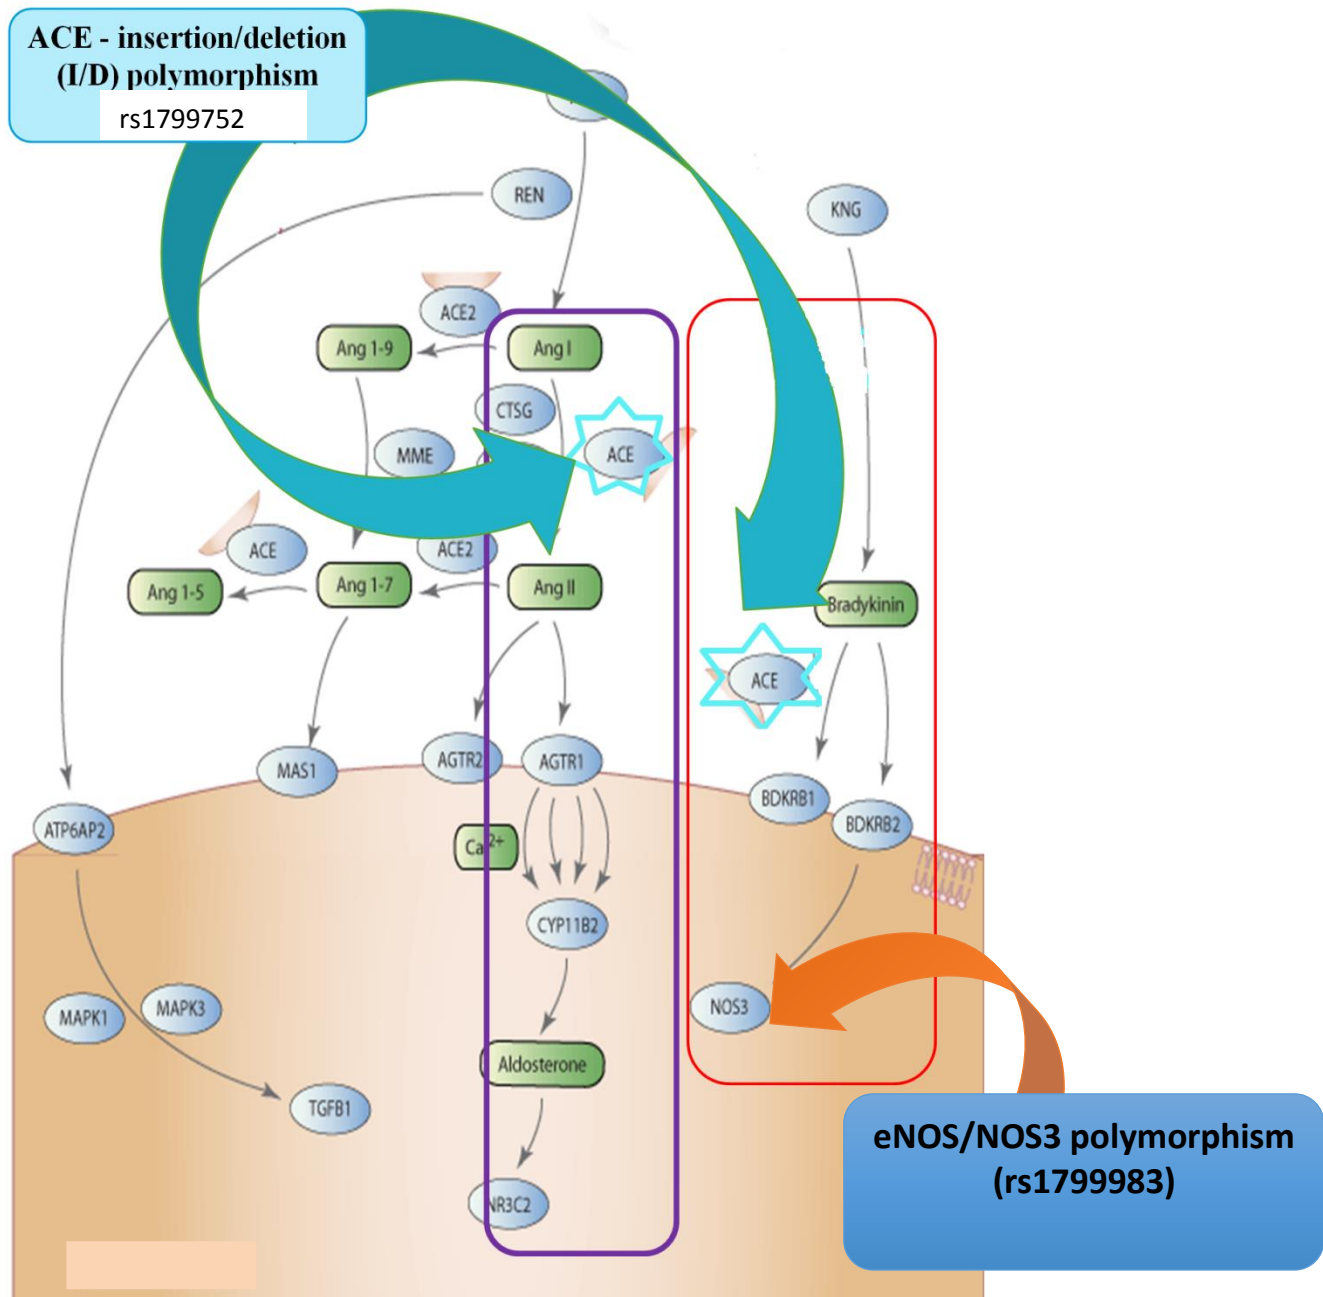 ACE - insertion/deletion
(I/D) polymorphism
rs1799752
REN
KNG
ACE2
Ang 1-9
Ang I
CTSG
MME
ACE
ACE
ACE2
Ang 1-5
Ang 1-7
Ang II
Bradykinin
ACE
MAS1
AGTR2
AGTR1
BDKRB1
BDKRB2
ATP6AP2
Ca2+
CYP11B2
NOS3
MAPK1
MAPK3
Aldosterone
TGFB1
NR3C2
eNOS/NOS3 polymorphism
(rs1799983)